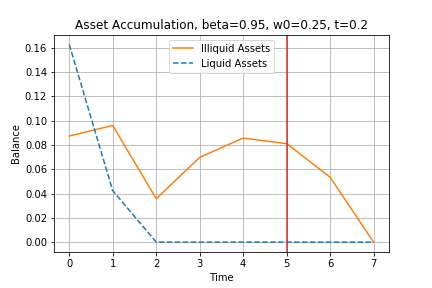 Asset Accumulation, beta=0.95, w0=0.25, t=0.2
Illiquid Assets
Liquid Assets
Balance
0.16
0.14
0.12
0.10
0.08
0.06
0.04
0.02
0.00
0 1 2 3 4 5 6 7
Time